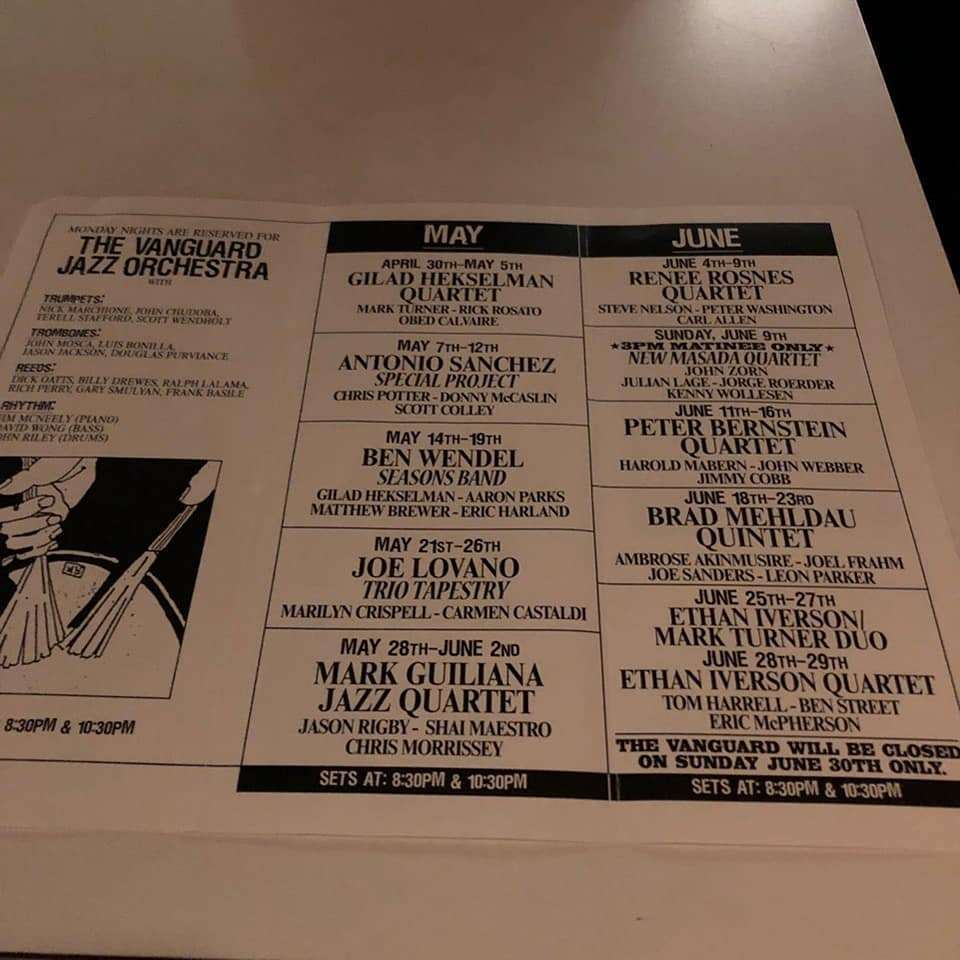 MONDAY NIGHTS ARE RESERVED FOR
THE VANGUARD
JAZZ ORCHESTRA
WITH
TRUMPETS:
NICK MARCHIONE, JOHN CHUDOBA,
TERELL STAFFORD, SCOTT WENDHOLT
TROMBONES:
JOHN MOSCA, LUIS BONILLA,
JASON JACKSON, DOUGLAS PURVIANCE
REEDS:
DICK OATTS, BILLY DREWES, RALPH LALAMA,
RICH PERRY, GARY SMULYAN, FRANK BASILE
RHYTHM:
JIM MCNEELY (PIANO)
DAVID WONG (BASS)
JOHN RILEY (DRUMS)
8:30PM & 10:30PM
MAY
APRIL 30TH-MAY 5TH
GILAD HEKSELMAN
QUARTET
MARK TURNER - RICK ROSATO
OBED CALVAIRE
MAY 7TH-12TH
ANTONIO SANCHEZ
SPECIAL PROJECT
CHRIS POTTER - DONNY McCASLIN
SCOTT COLLEY
MAY 14TH-19TH
BEN WENDEL
SEASONS BAND
GILAD HEKSELMAN - AARON PARKS
MATTHEW BREWER - ERIC HARLAND
MAY 21ST-26TH
JOE LOVANO
TRIO TAPESTRY
MARILYN CRISPELL - CARMEN CASTALDI
MAY 28TH-JUNE 2ND
MARK GUILIANA
JAZZ QUARTET
JASON RIGBY - SHAI MAESTRO
CHRIS MORRISSEY
SETS AT: 8:30PM & 10:30PM
JUNE
JUNE 4TH-9TH
RENEE ROSNES
QUARTET
STEVE NELSON - PETER WASHINGTON
CARL ALLEN
SUNDAY, JUNE 9TH
★3PM MATINEE ONLY★
NEW MASADA QUARTET
JOHN ZORN
JULIAN LAGE - JORGE ROERDER
KENNY WOLLESEN
JUNE 11TH-16TH
PETER BERNSTEIN
QUARTET
HAROLD MABERN - JOHN WEBBER
JIMMY COBB
JUNE 18TH-23RD
BRAD MEHLDAU
QUINTET
AMBROSE AKINMUSIRE - JOEL FRAHM
JOE SANDERS - LEON PARKER
JUNE 25TH-27TH
ETHAN IVERSON/
MARK TURNER DUO
JUNE 28TH-29TH
ETHAN IVERSON QUARTET
TOM HARRELL - BEN STREET
ERIC McPHERSON
THE VANGUARD WILL BE CLOSED
ON SUNDAY JUNE 30TH ONLY.
SETS AT: 8:30PM & 10:30PM